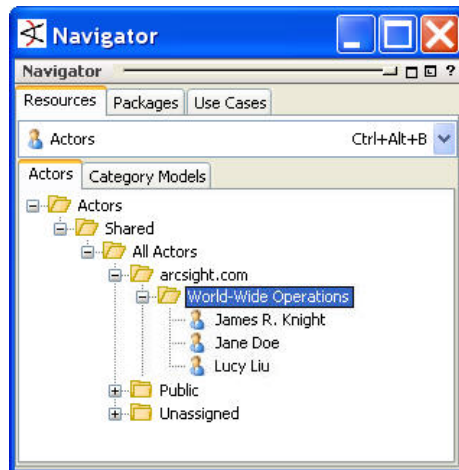 Navigator
Navigator ?
Resources Packages Use Cases
Actors Ctrl+Alt+B
Actors Category Models
Actors
Shared
All Actors
arcsight.com
World-Wide Operations
James R. Knight
Jane Doe
Lucy Liu
Public
Unassigned